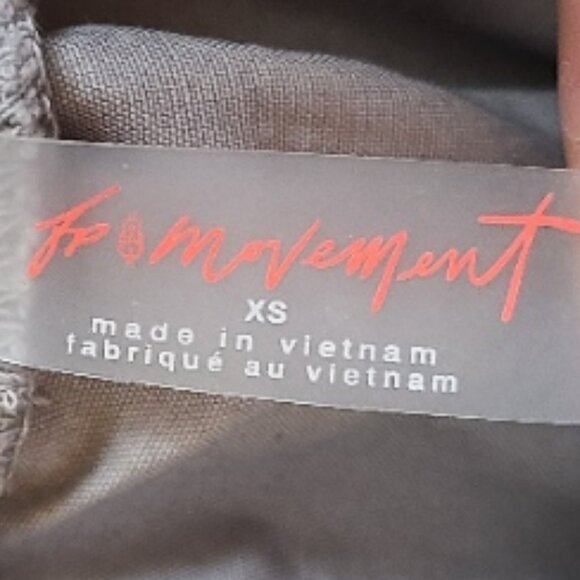 fp movement
XS
made in vietnam
fabriqué au vietnam